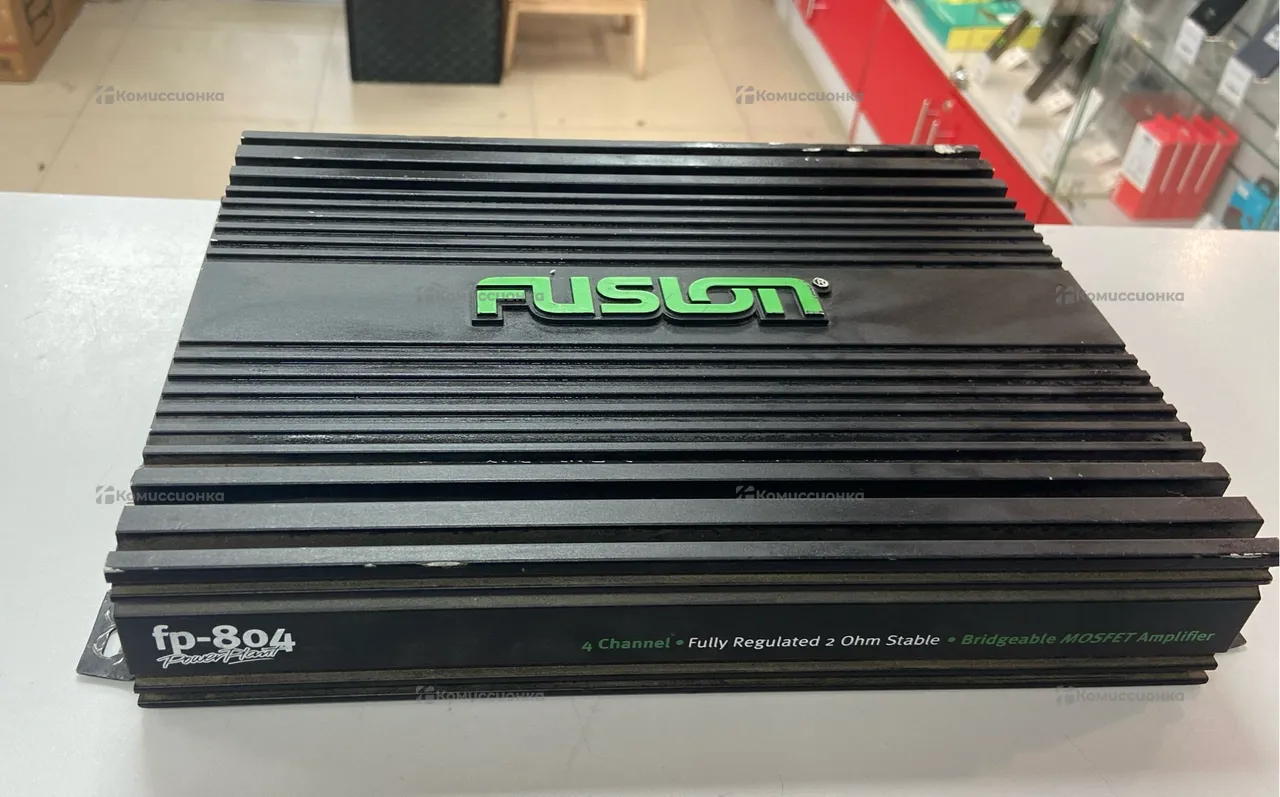 Комиссионка Комиссионка
FUSION®
Комиссионка Комиссионка
Комиссионка Комиссионка
fp-804
PowerPlant
4 Channel • Fully Regulated 2 Ohm Stable • Bridgeable MOSFET Amplifier
Комиссионка Комиссионка